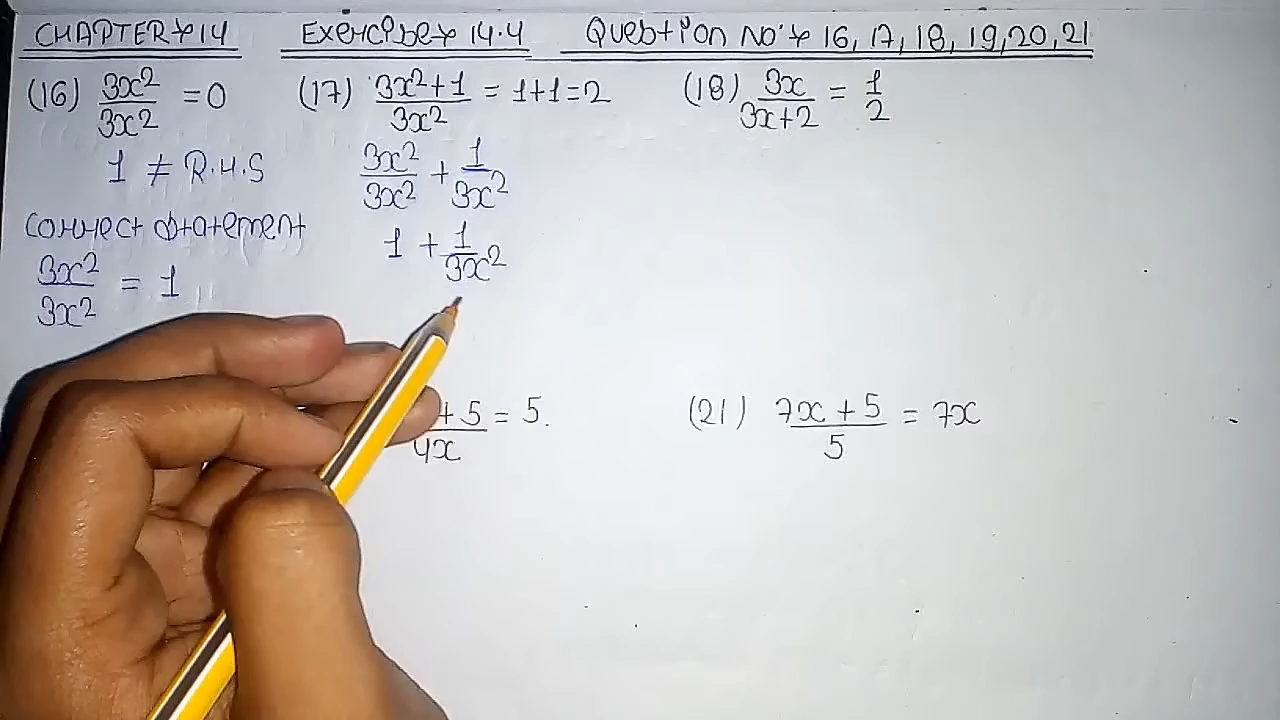 CHAPTER → 14 Exercise → 14.4 Question No → 16, 17, 18, 19, 20, 21
(16) 3x²/3x² = 0 (17) 3x²+1/3x² = 1+1=2 (18) 3x/3x+2 = 1/2
1 ≠ R.H.S 3x²/3x² + 1/3x²
correct statement 1 + 1/3x²
3x²/3x² = 1
+5/4x = 5. (21) 7x+5/5 = 7x